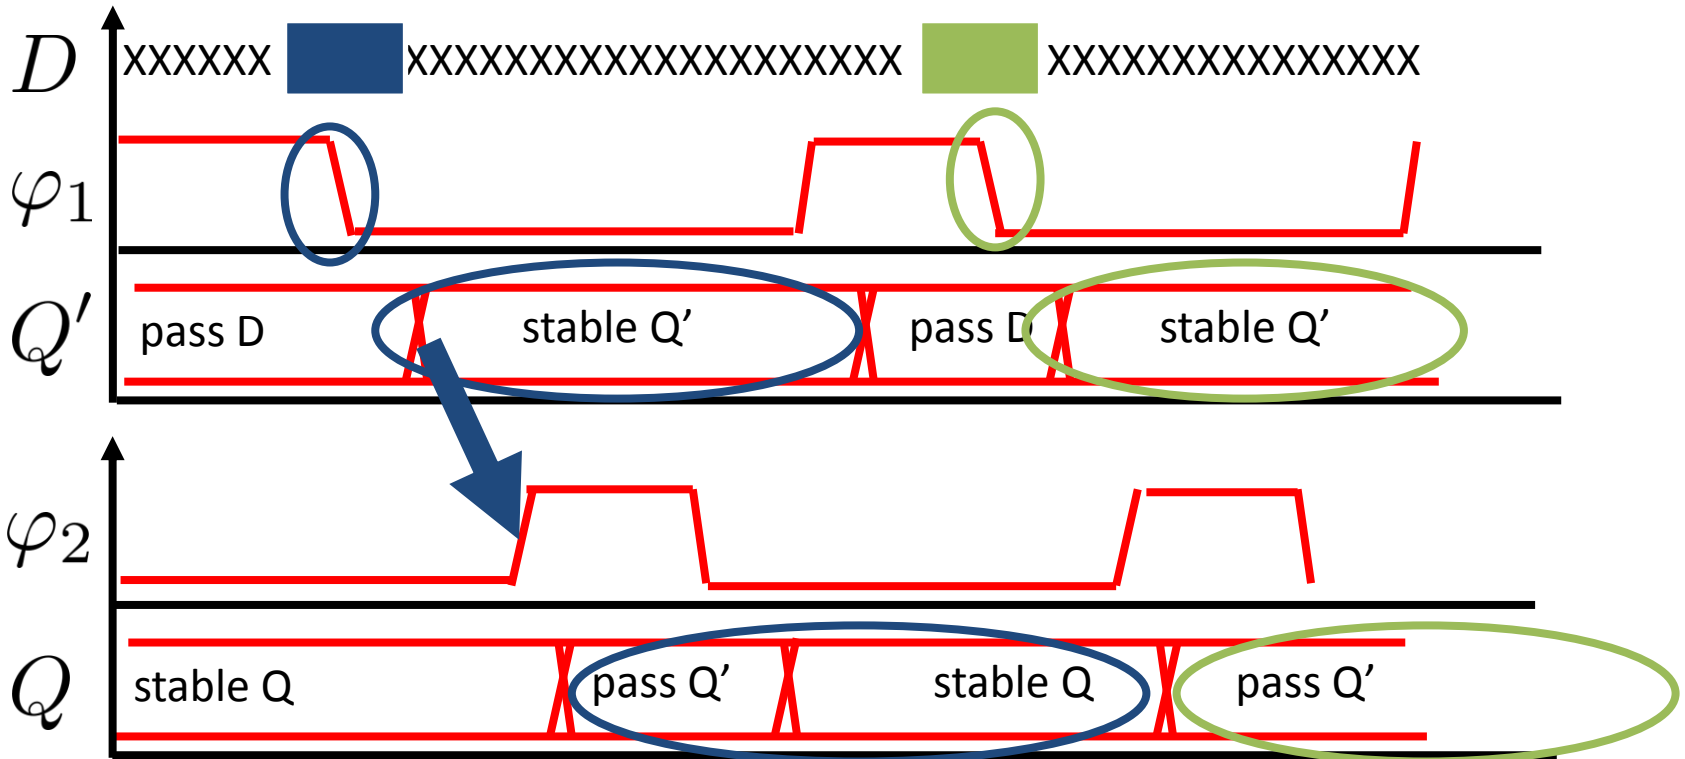 D XXXXXX XXXXXXXXXXXXXXXXXXXXX XXXXXXXXXXXXXXX
φ1
Q′ pass D stable Q’ pass D stable Q’
φ2
Q stable Q pass Q’ stable Q pass Q’